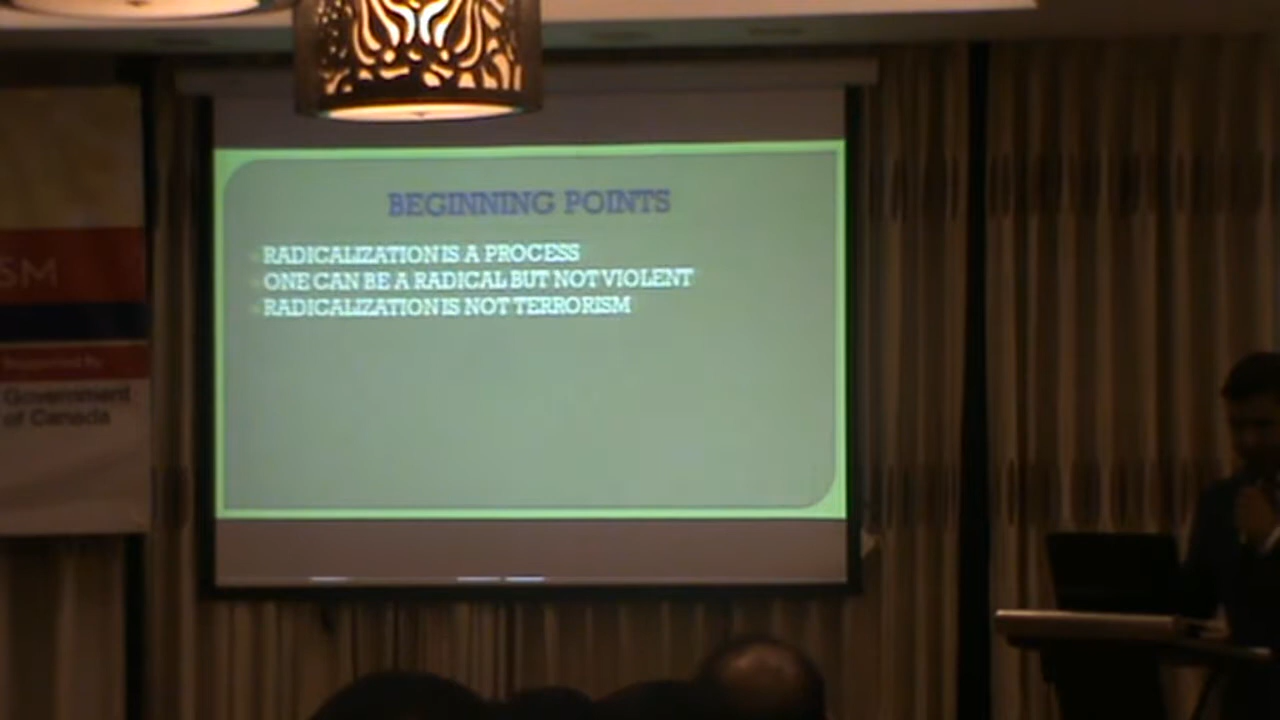 BEGINNING POINTS
RADICALIZATION IS A PROCESS
ONE CAN BE A RADICAL BUT NOT VIOLENT
RADICALIZATION IS NOT TERRORISM
SM
Government
of Canada